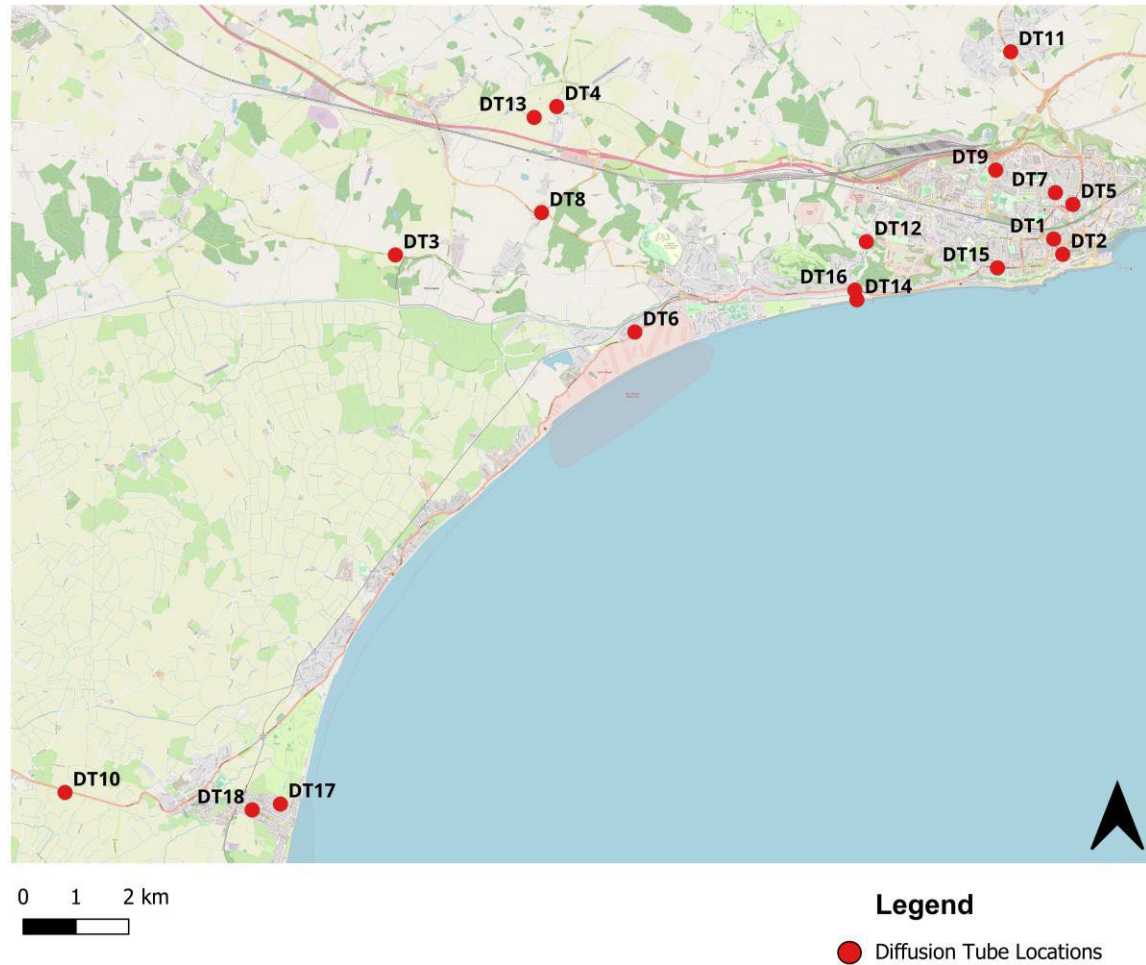 DT11
DT4
DT13
DT9
DT7
DT5
DT8
DT12
DT1
DT3
DT2
DT15
DT16
DT14
DT6
DT10
DT17
DT18
0 1 2 km
Legend
Diffusion Tube Locations